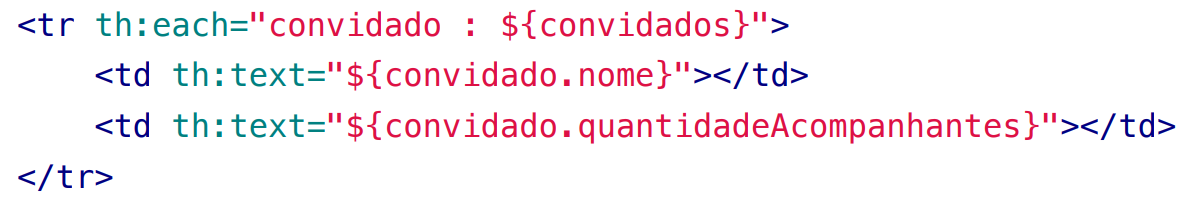 <tr th:each="convidado : ${convidados}">
    <td th:text="${convidado.nome}"></td>
    <td th:text="${convidado.quantidadeAcompanhantes}"></td>
</tr>